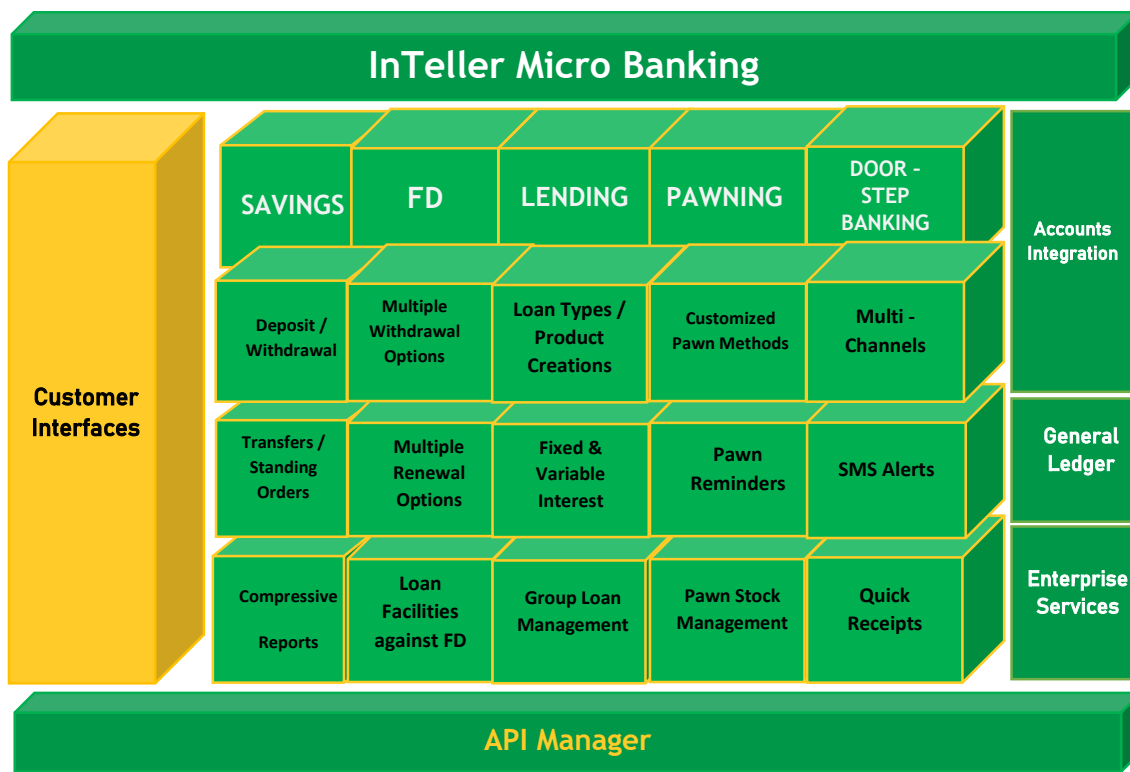 InTeller Micro Banking
SAVINGS
FD
LENDING
PAWNING
DOOR -
STEP
BANKING
Accounts
Integration
Deposit /
Withdrawal
Multiple
Withdrawal
Options
Loan Types /
Product
Creations
Customized
Pawn Methods
Multi -
Channels
Customer
Interfaces
Transfers /
Standing
Orders
Multiple
Renewal
Options
Fixed &
Variable
Interest
Pawn
Reminders
SMS Alerts
General
Ledger
Compressive
Reports
Loan
Facilities
against FD
Group Loan
Management
Pawn Stock
Management
Quick
Receipts
Enterprise
Services
API Manager